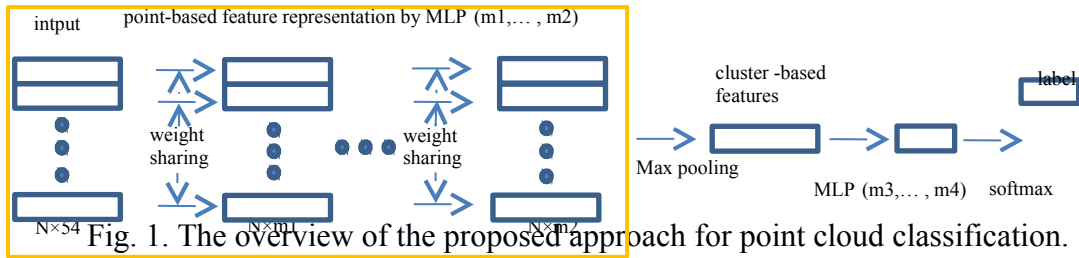 intput
point-based feature representation by MLP (m1,… , m2)
weight
sharing
weight
sharing
N×54
N×m1
N×m2
Max pooling
cluster -based
features
MLP (m3,… , m4)
softmax
label
Fig. 1. The overview of the proposed approach for point cloud classification.